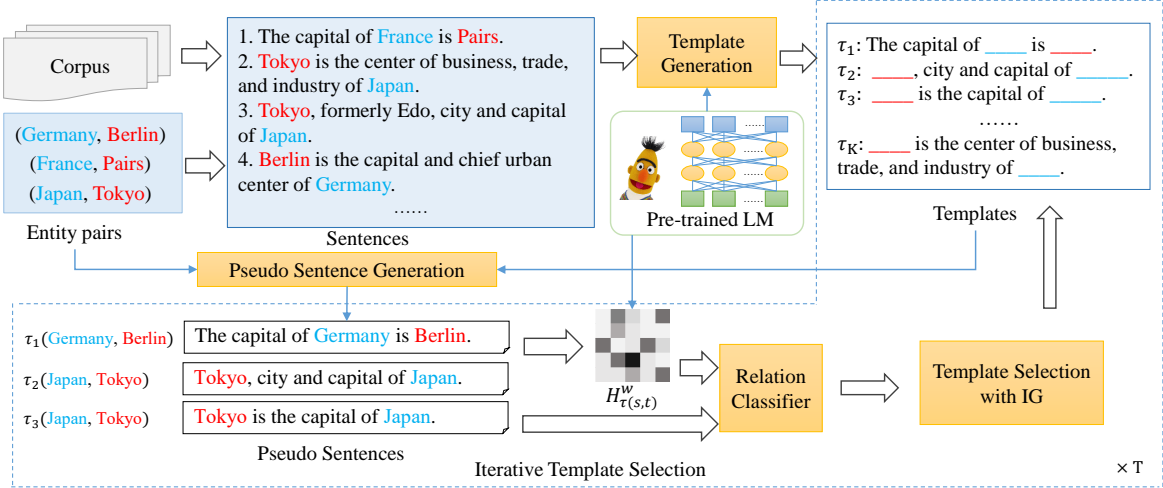 Corpus
(Germany, Berlin)
(France, Pairs)
(Japan, Tokyo)
Entity pairs
1. The capital of France is Pairs.
2. Tokyo is the center of business, trade,
and industry of Japan.
3. Tokyo, formerly Edo, city and capital
of Japan.
4. Berlin is the capital and chief urban
center of Germany.
......
Sentences
Template
Generation
......
......
Pre-trained LM
τ₁: The capital of ____ is ____.
τ₂: ____, city and capital of ____.
τ₃: ____ is the capital of ____.
......
τ_K: ____ is the center of business,
trade, and industry of ____.
Templates
Pseudo Sentence Generation
τ₁(Germany, Berlin)
The capital of Germany is Berlin.
τ₂(Japan, Tokyo)
Tokyo, city and capital of Japan.
τ₃(Japan, Tokyo)
Tokyo is the capital of Japan.
Pseudo Sentences
H^w_τ(s,t)
Relation
Classifier
Template Selection
with IG
Iterative Template Selection
× T